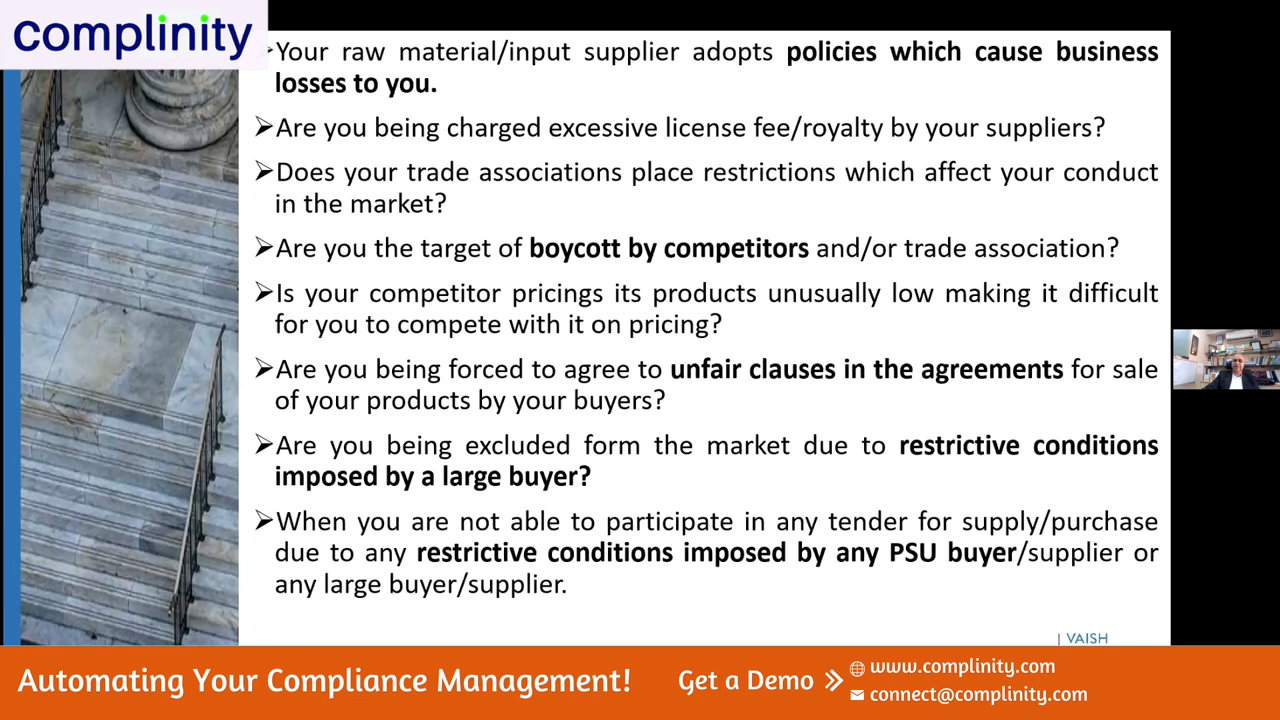 complinity
➢Your raw material/input supplier adopts policies which cause business
losses to you.
➢Are you being charged excessive license fee/royalty by your suppliers?
➢Does your trade associations place restrictions which affect your conduct
in the market?
➢Are you the target of boycott by competitors and/or trade association?
➢Is your competitor pricings its products unusually low making it difficult
for you to compete with it on pricing?
➢Are you being forced to agree to unfair clauses in the agreements for sale
of your products by your buyers?
➢Are you being excluded form the market due to restrictive conditions
imposed by a large buyer?
➢When you are not able to participate in any tender for supply/purchase
due to any restrictive conditions imposed by any PSU buyer/supplier or
any large buyer/supplier.
| VAISH
Automating Your Compliance Management!
Get a Demo
www.complinity.com
connect@complinity.com